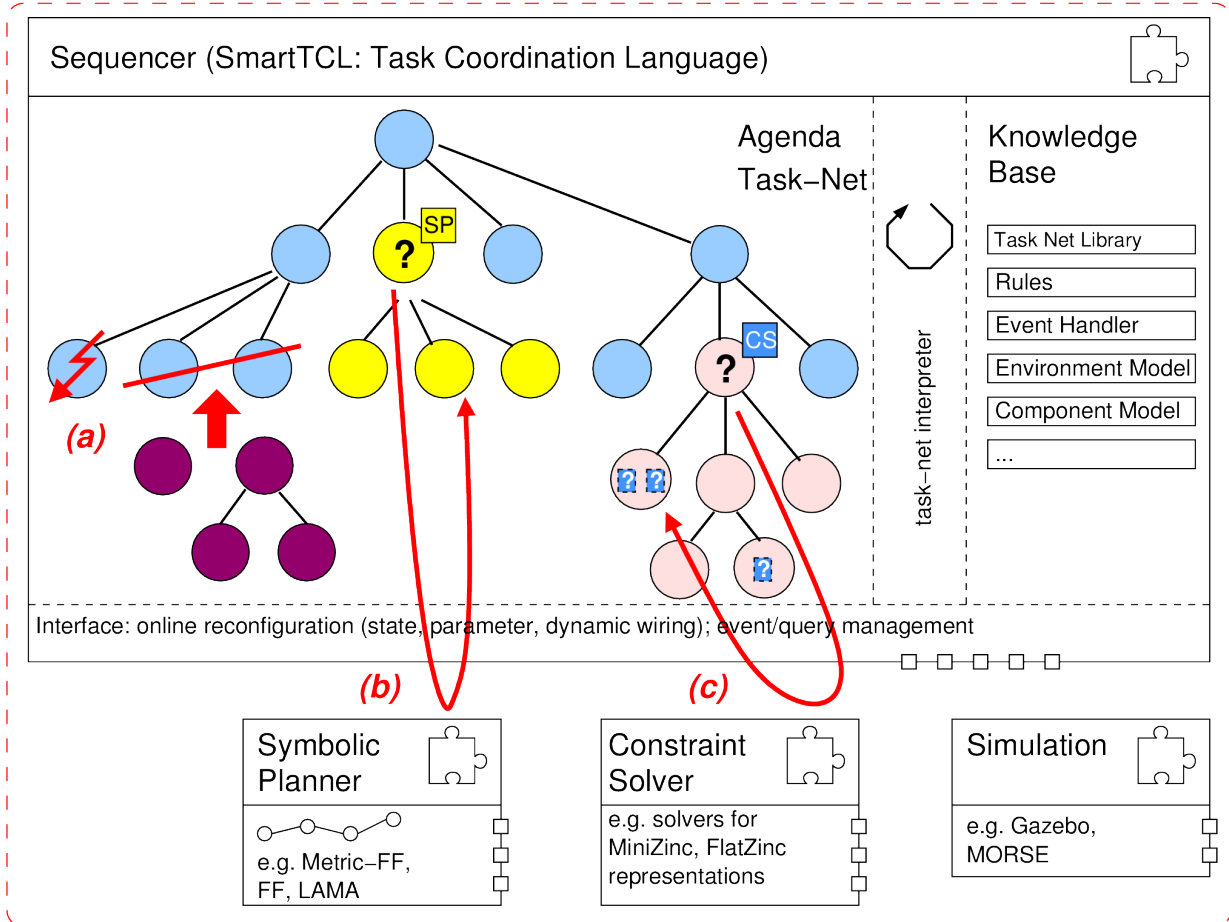 Sequencer (SmartTCL: Task Coordination Language)
Agenda
Task−Net
Knowledge
Base
SP
?
Task Net Library
Rules
Event Handler
Environment Model
Component Model
...
task−net interpreter
CS
?
(a)
? ?
?
Interface: online reconfiguration (state, parameter, dynamic wiring); event/query management
(b)
(c)
Symbolic
Planner
e.g. Metric−FF,
FF, LAMA
Constraint
Solver
e.g. solvers for
MiniZinc, FlatZinc
representations
Simulation
e.g. Gazebo,
MORSE